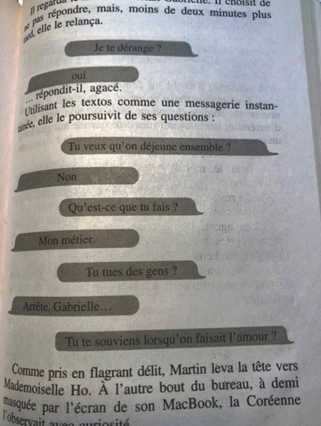 Il regarda
Il choisit de
ne pas répondre, mais, moins de deux minutes plus
tard, elle le relança.
Je te dérange ?
oui
... répondit-il, agacé.
Utilisant les textos comme une messagerie instan-
tanée, elle le poursuivit de ses questions :
Tu veux qu'on déjeune ensemble ?
Non
Qu'est-ce que tu fais ?
Mon métier.
Tu tues des gens ?
Arrête, Gabrielle...
Tu te souviens lorsqu'on faisait l'amour ?
Comme pris en flagrant délit, Martin leva la tête vers
Mademoiselle Ho. À l'autre bout du bureau, à demi
masquée par l'écran de son MacBook, la Coréenne
l'observait avec curiosité